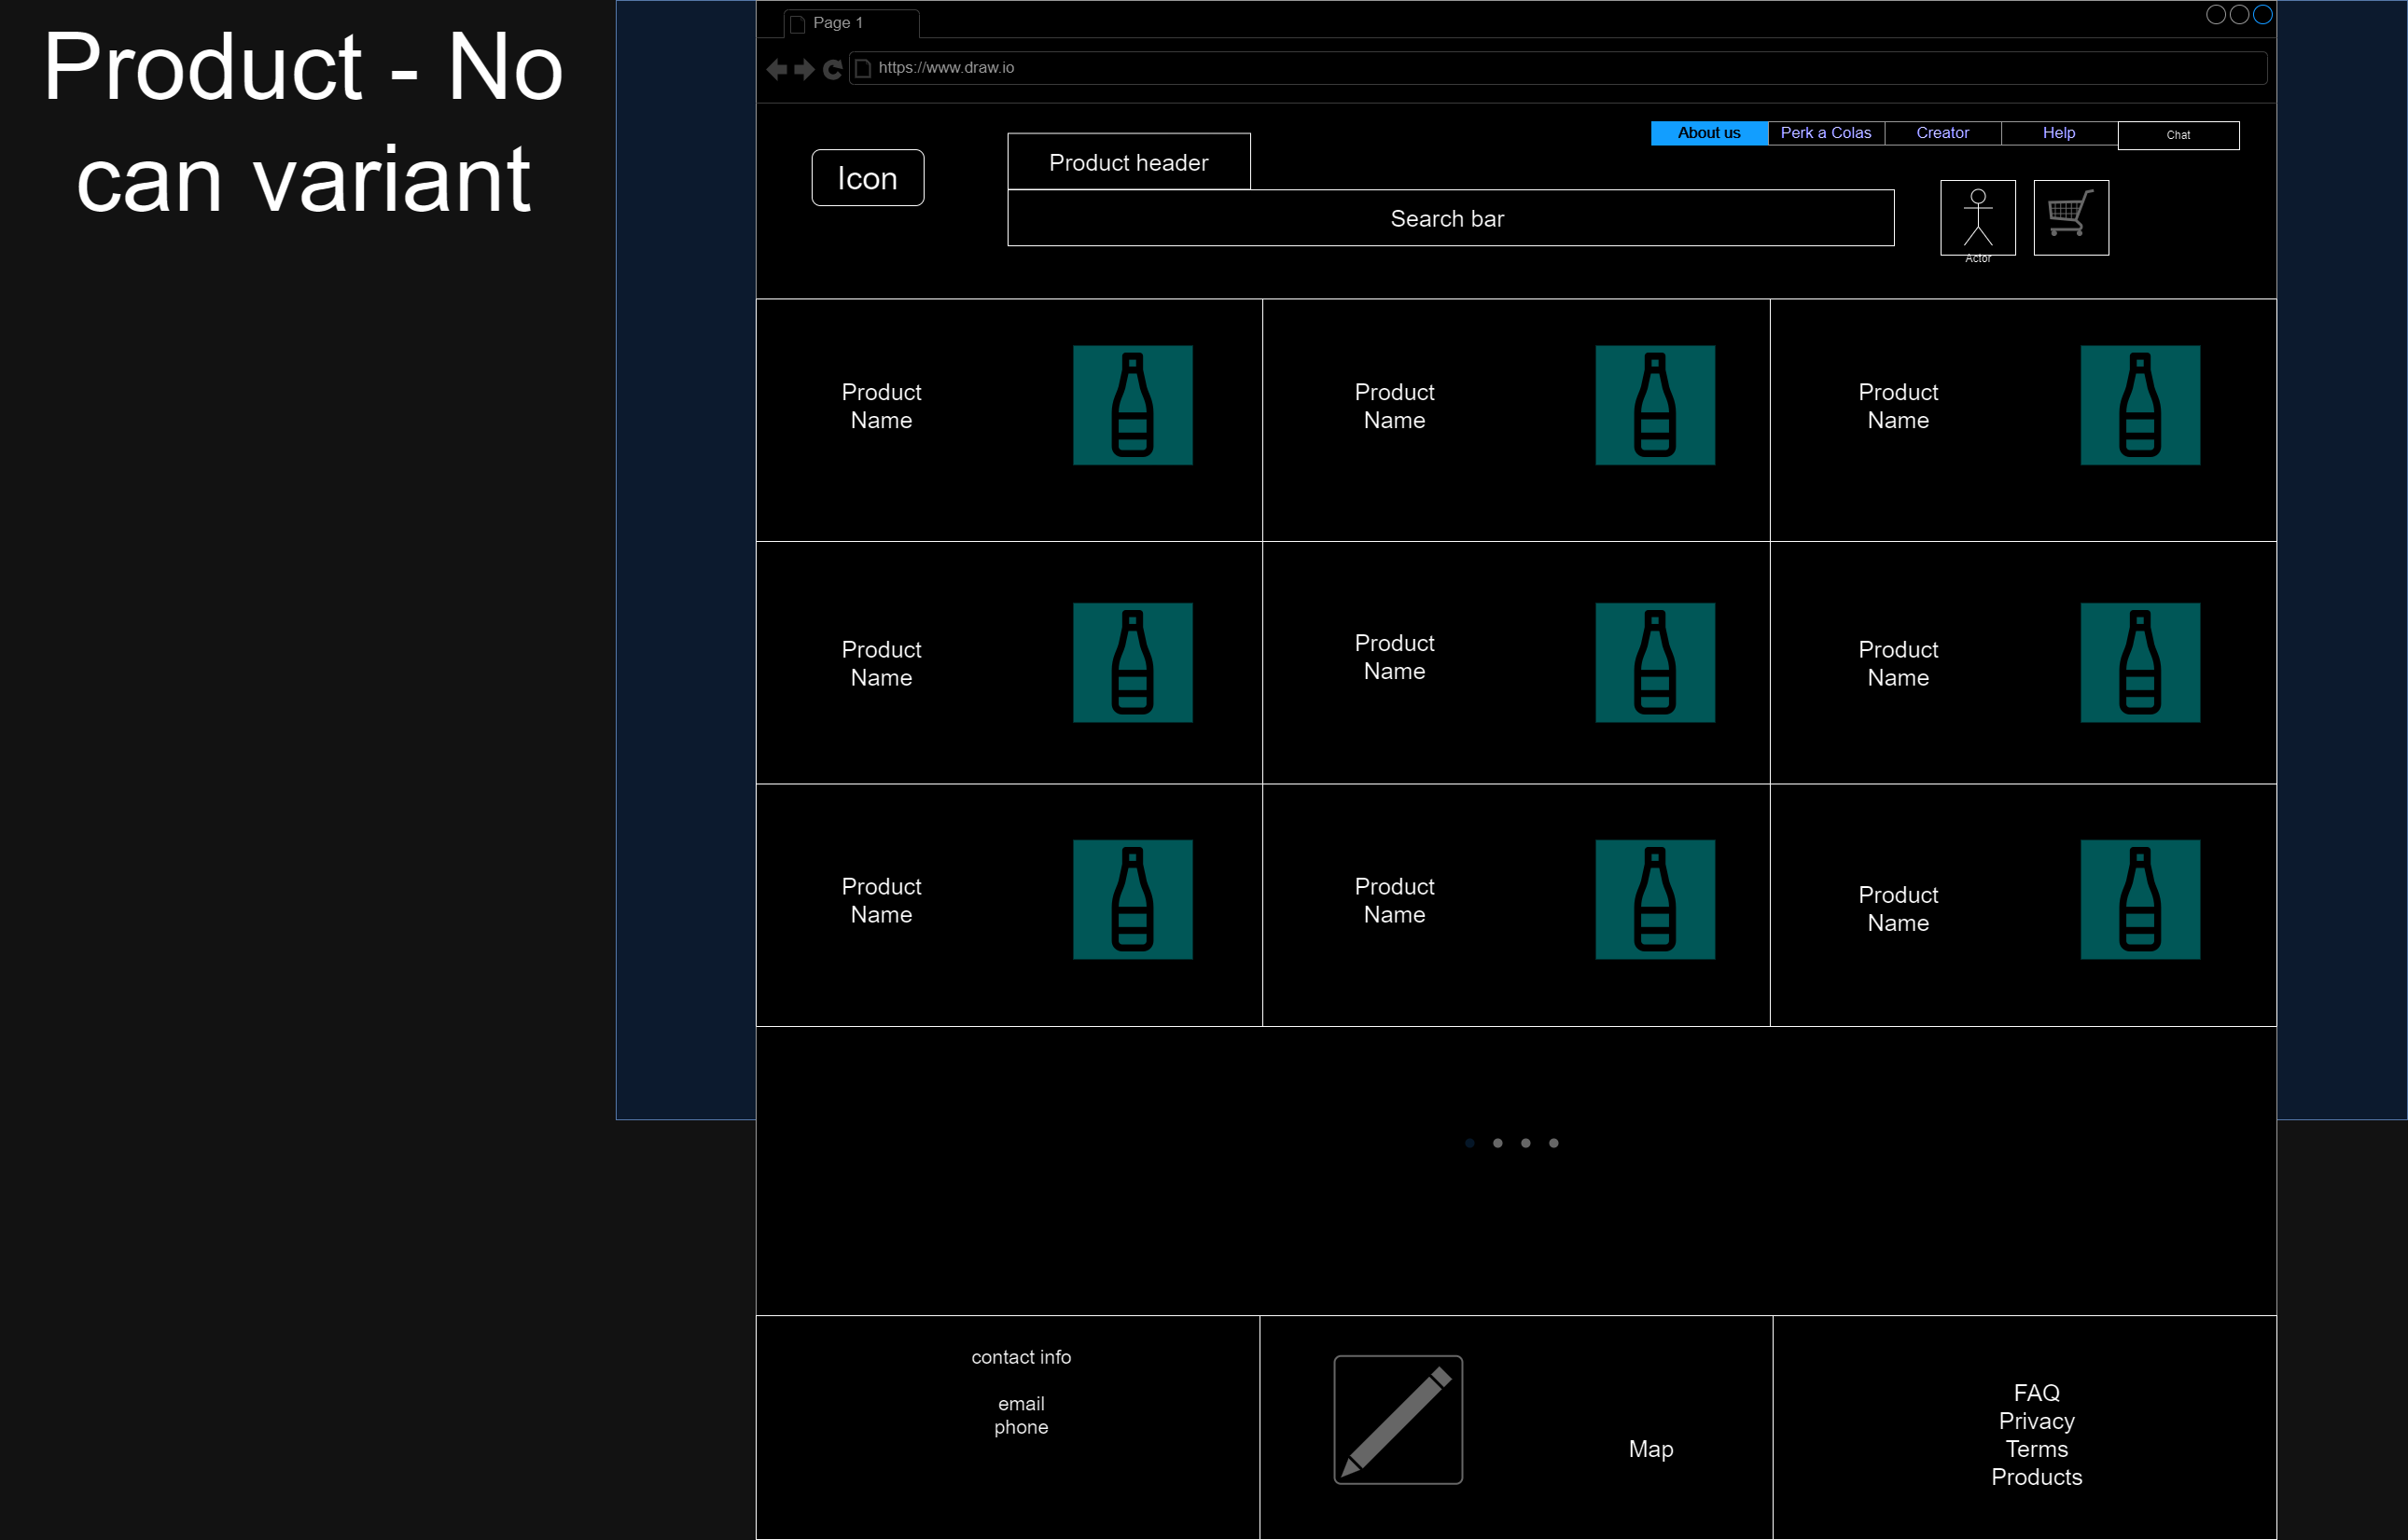 Product - No
can variant
Page 1
https://www.draw.io
About us
Perk a Colas
Creator
Help
Chat
Icon
Product header
Search bar
Actor
Product
Name
Product
Name
Product
Name
Product
Name
Product
Name
Product
Name
Product
Name
Product
Name
Product
Name
contact info
email
phone
Map
FAQ
Privacy
Terms
Products